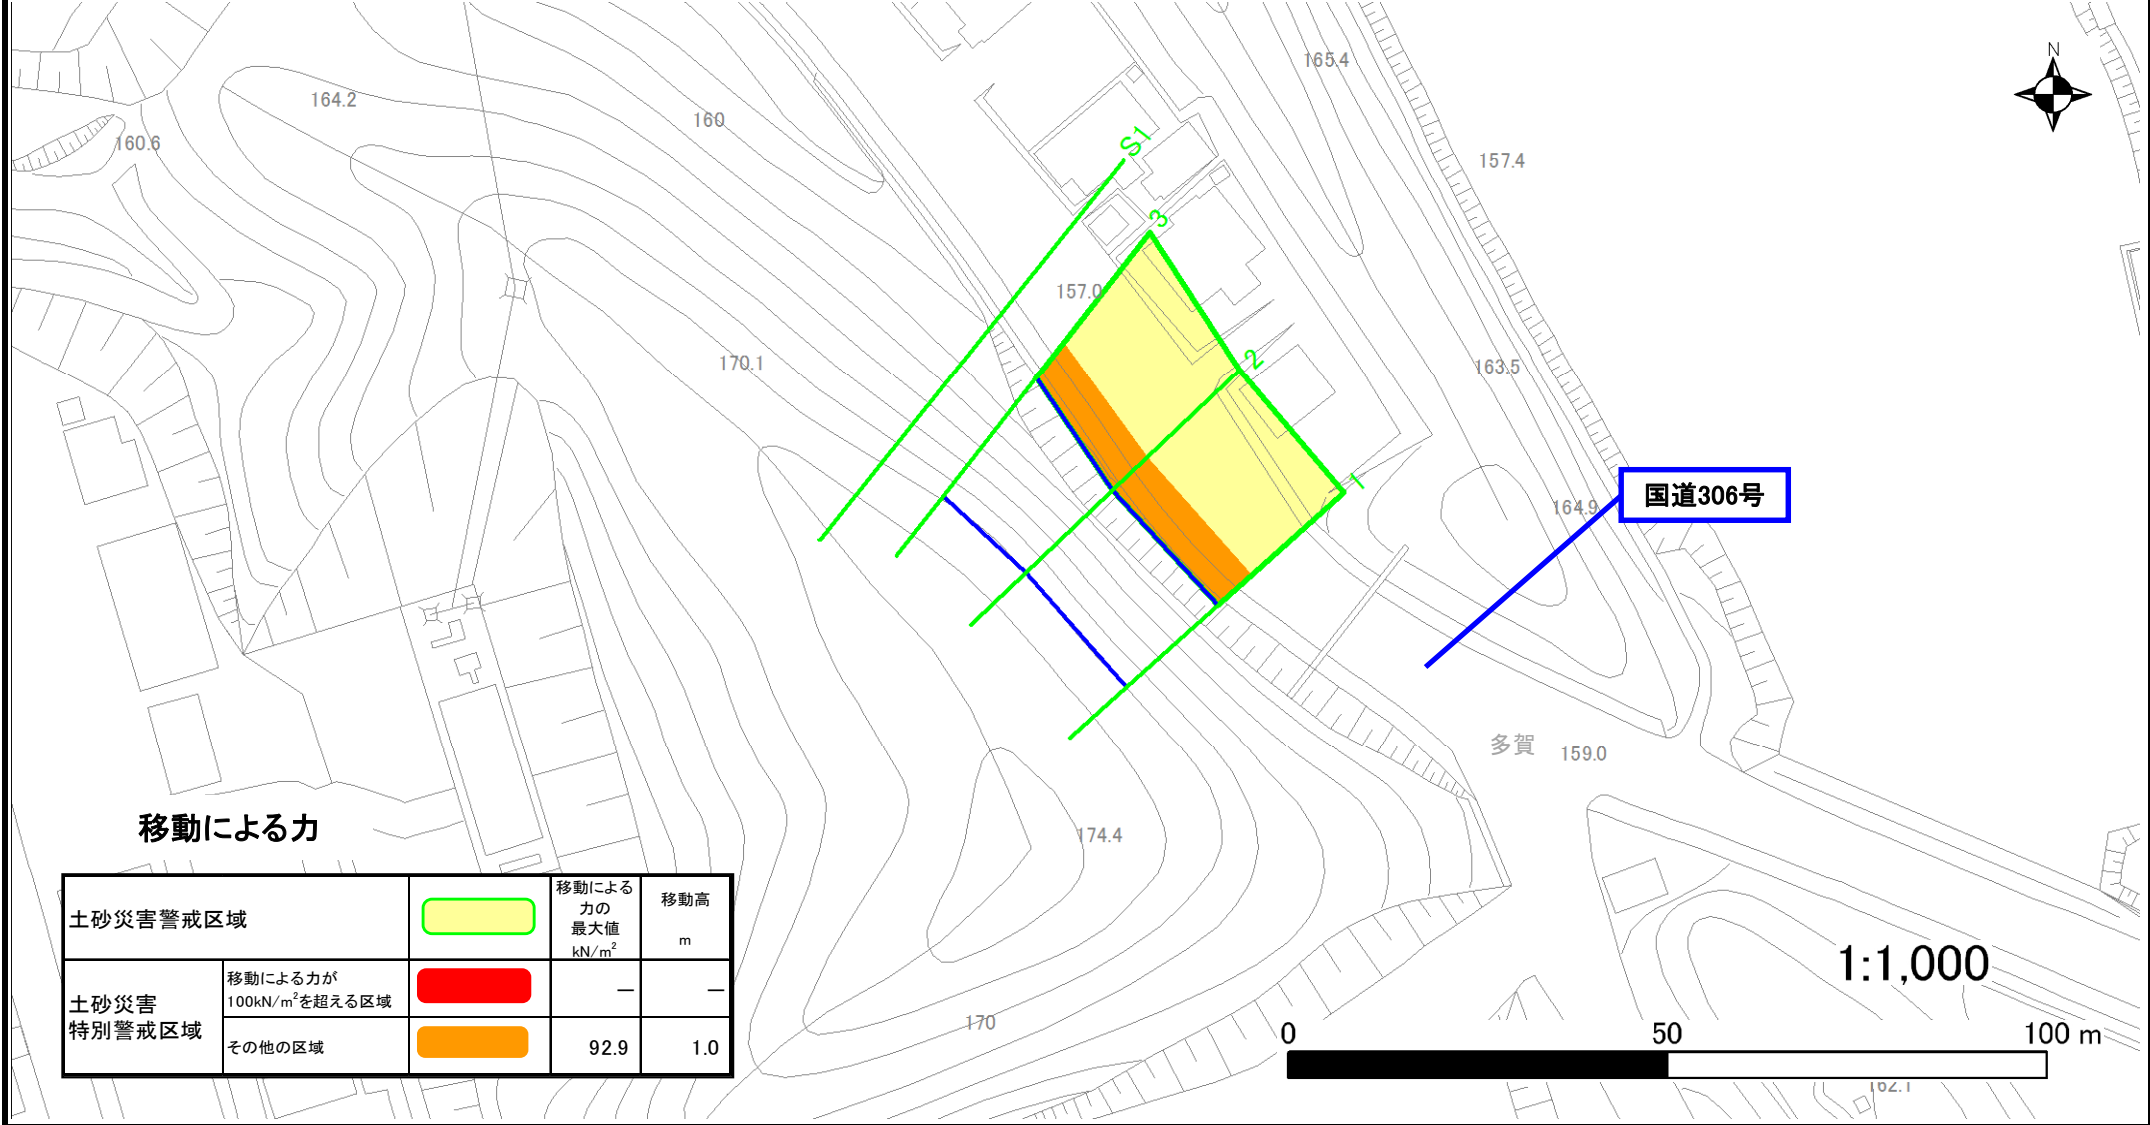 N
165.4
164.2
160
160.6
S1
157.4
3
157.0
170.1
2
163.5
1
164.9
国道306号
多賀
159.0
174.4
170
162.1
移動による力
土砂災害警戒区域
移動による
力の
最大値
kN/m²
移動高
m
土砂災害
特別警戒区域
移動による力が
100kN/m²を超える区域
—
—
その他の区域
92.9
1.0
1:1,000
0
50
100 m